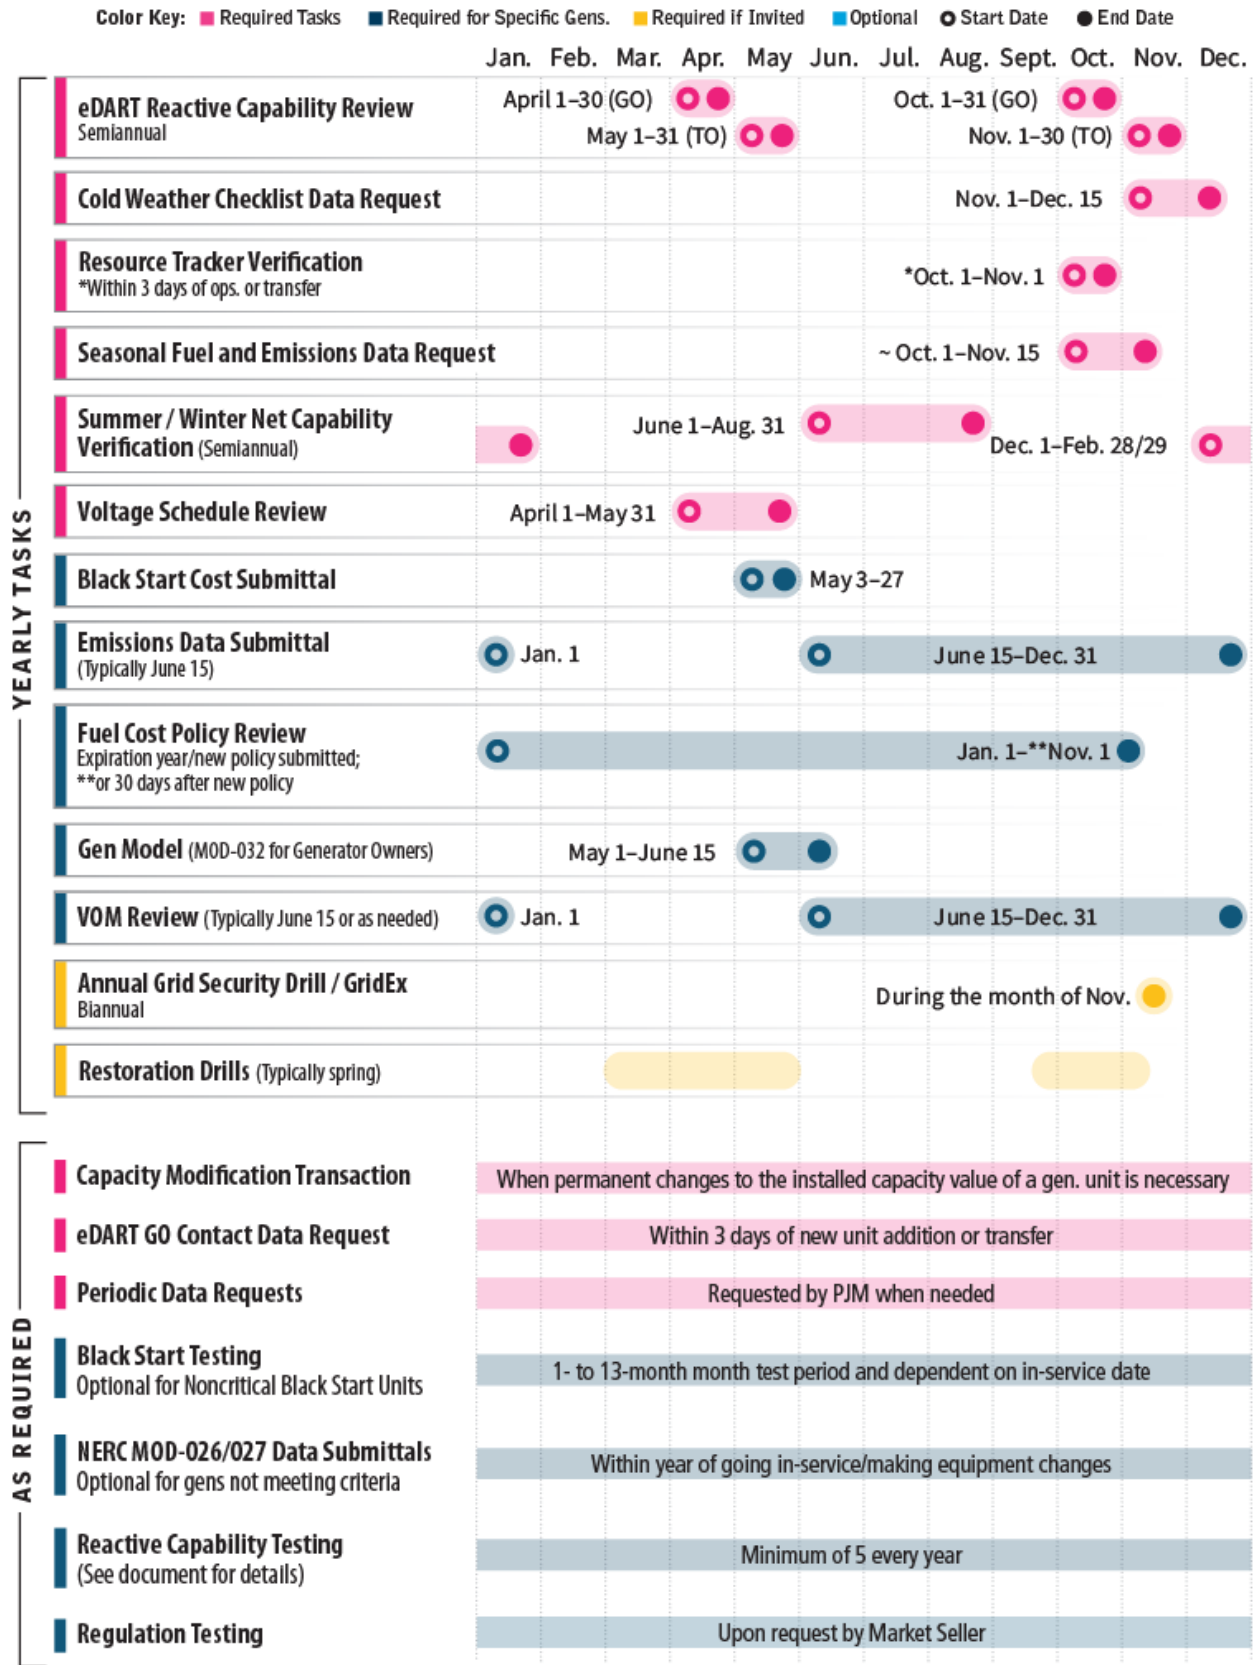 Color Key: Required Tasks Required for Specific Gens. Required if Invited Optional Start Date End Date
Jan. Feb. Mar. Apr. May Jun. Jul. Aug. Sept. Oct. Nov. Dec.
YEARLY TASKS
eDART Reactive Capability Review
Semiannual
April 1–30 (GO)
Oct. 1–31 (GO)
May 1–31 (TO)
Nov. 1–30 (TO)
Cold Weather Checklist Data Request
Nov. 1–Dec. 15
Resource Tracker Verification
*Within 3 days of ops. or transfer
*Oct. 1–Nov. 1
Seasonal Fuel and Emissions Data Request
~ Oct. 1–Nov. 15
Summer / Winter Net Capability
Verification (Semiannual)
June 1–Aug. 31
Dec. 1–Feb. 28/29
Voltage Schedule Review
April 1–May 31
Black Start Cost Submittal
May 3–27
Emissions Data Submittal
(Typically June 15)
Jan. 1
June 15–Dec. 31
Fuel Cost Policy Review
Expiration year/new policy submitted;
**or 30 days after new policy
Jan. 1–**Nov. 1
Gen Model (MOD-032 for Generator Owners)
May 1–June 15
VOM Review (Typically June 15 or as needed)
Jan. 1
June 15–Dec. 31
Annual Grid Security Drill / GridEx
Biannual
During the month of Nov.
Restoration Drills (Typically spring)
AS REQUIRED
Capacity Modification Transaction
When permanent changes to the installed capacity value of a gen. unit is necessary
eDART GO Contact Data Request
Within 3 days of new unit addition or transfer
Periodic Data Requests
Requested by PJM when needed
Black Start Testing
Optional for Noncritical Black Start Units
1- to 13-month month test period and dependent on in-service date
NERC MOD-026/027 Data Submittals
Optional for gens not meeting criteria
Within year of going in-service/making equipment changes
Reactive Capability Testing
(See document for details)
Minimum of 5 every year
Regulation Testing
Upon request by Market Seller